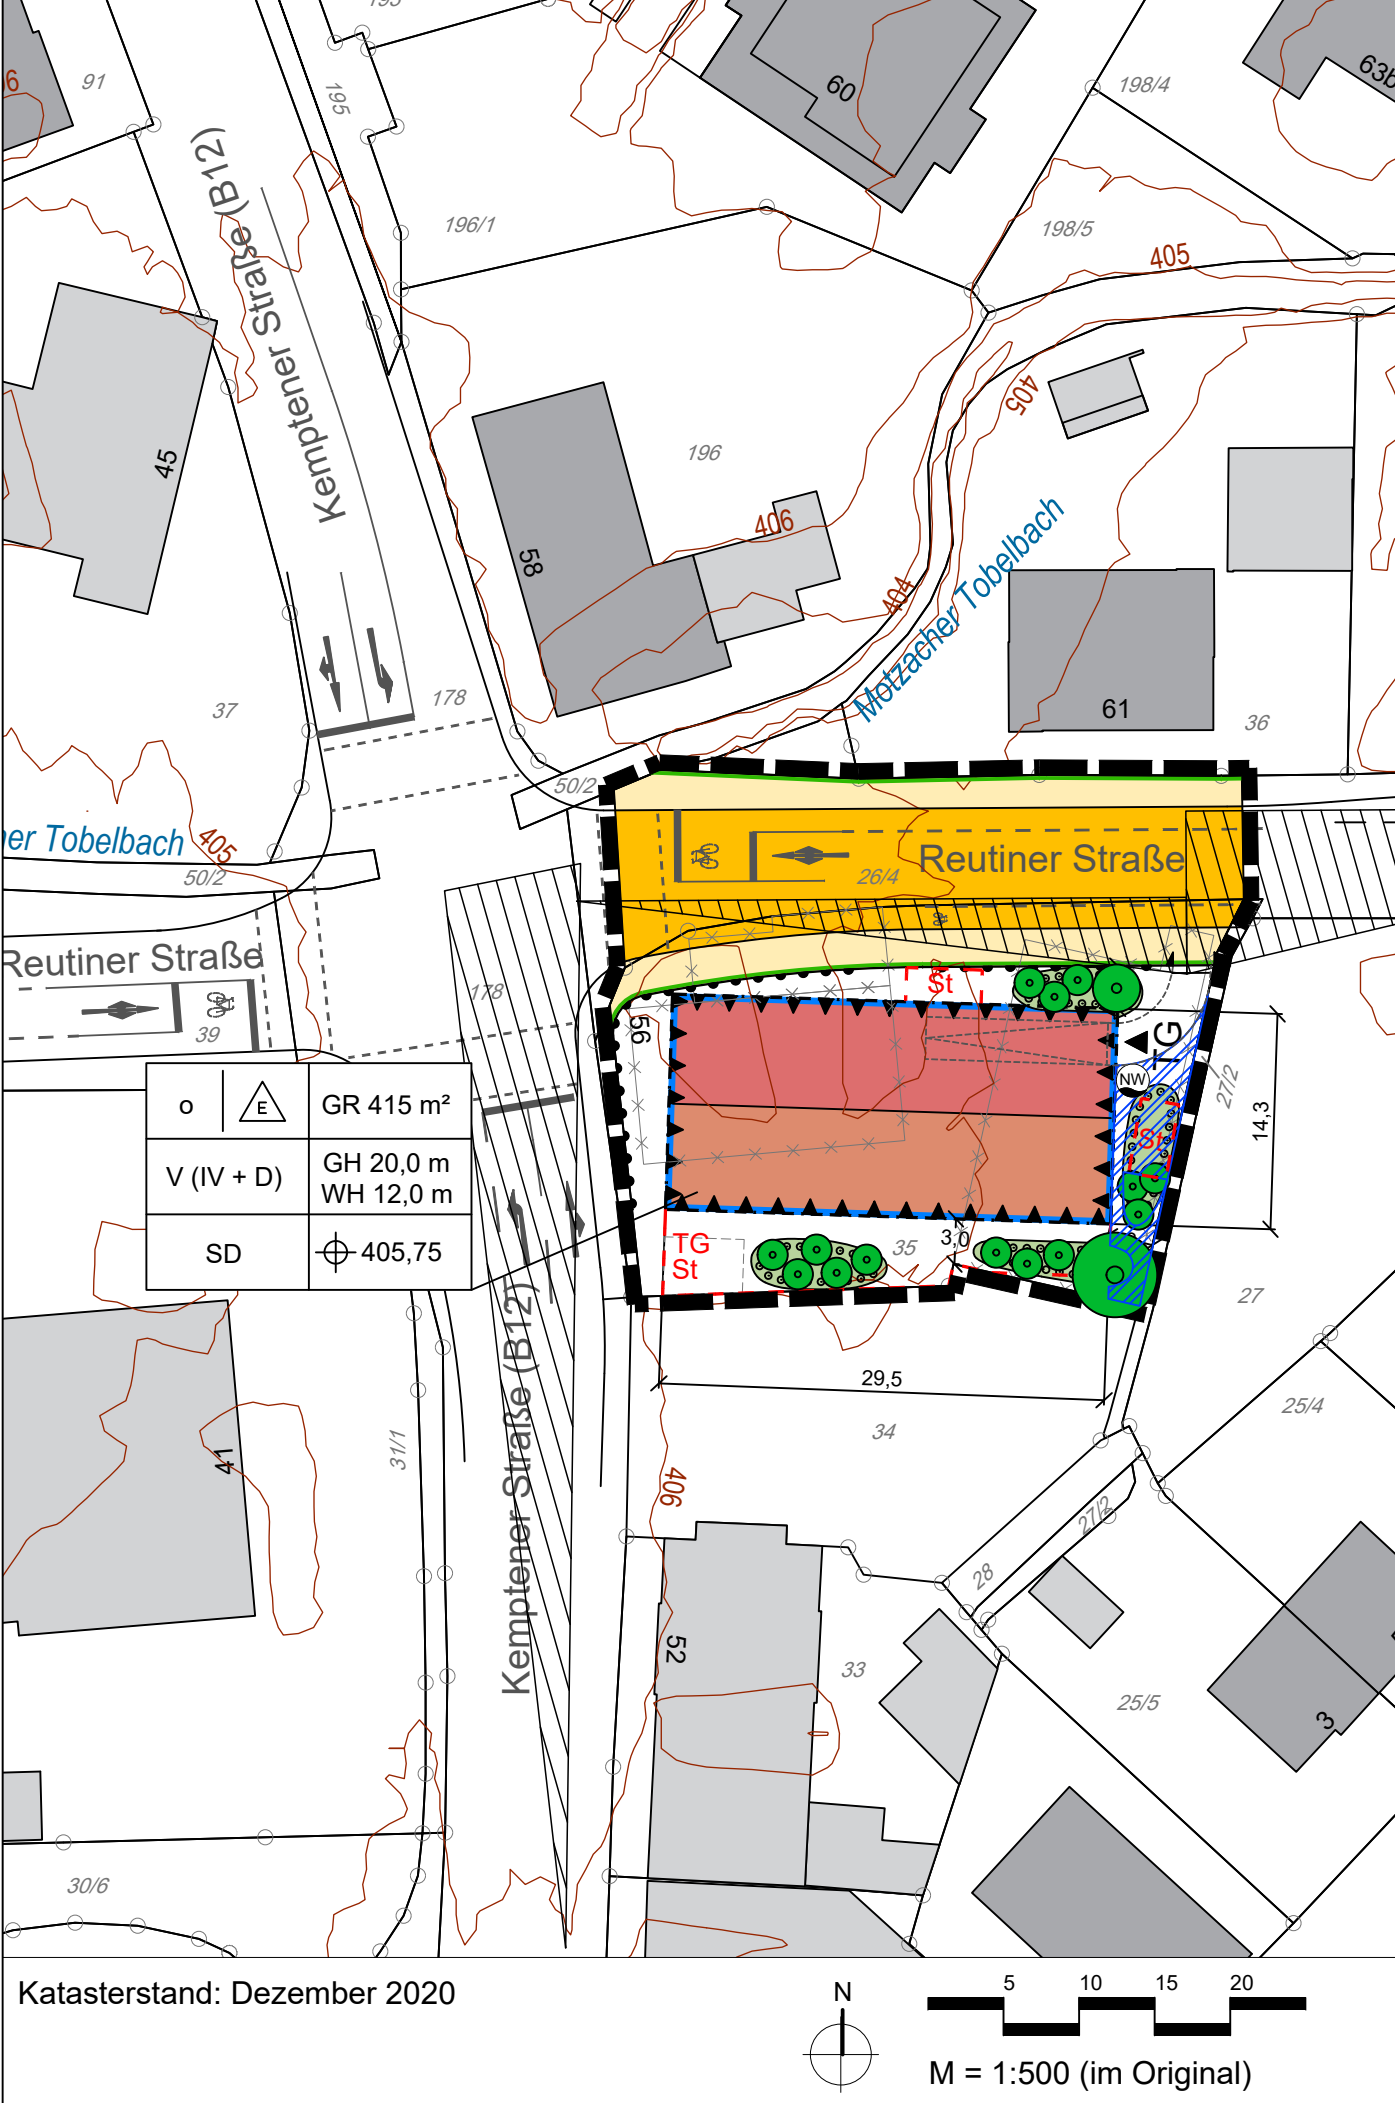 195
91
06
195
60
198/4
63b
Kemptener Straße (B12)
196/1
198/5
405
45
196
405
58
406
404
Motzacher Tobelbach
61
36
37
178
50/2
er Tobelbach
405
50/2
Reutiner Straße
26/4
Reutiner Straße
178
39
St
56
TG
NW
27/2
14,3
St
o
E
GR 415 m²
V (IV + D)
GH 20,0 m
WH 12,0 m
SD
405,75
TG
St
35
3,0
27
29,5
Kemptener Straße (B12)
31/1
41
34
25/4
406
27/2
28
52
33
25/5
3
30/6
Katasterstand: Dezember 2020
N
5 10 15 20
M = 1:500 (im Original)